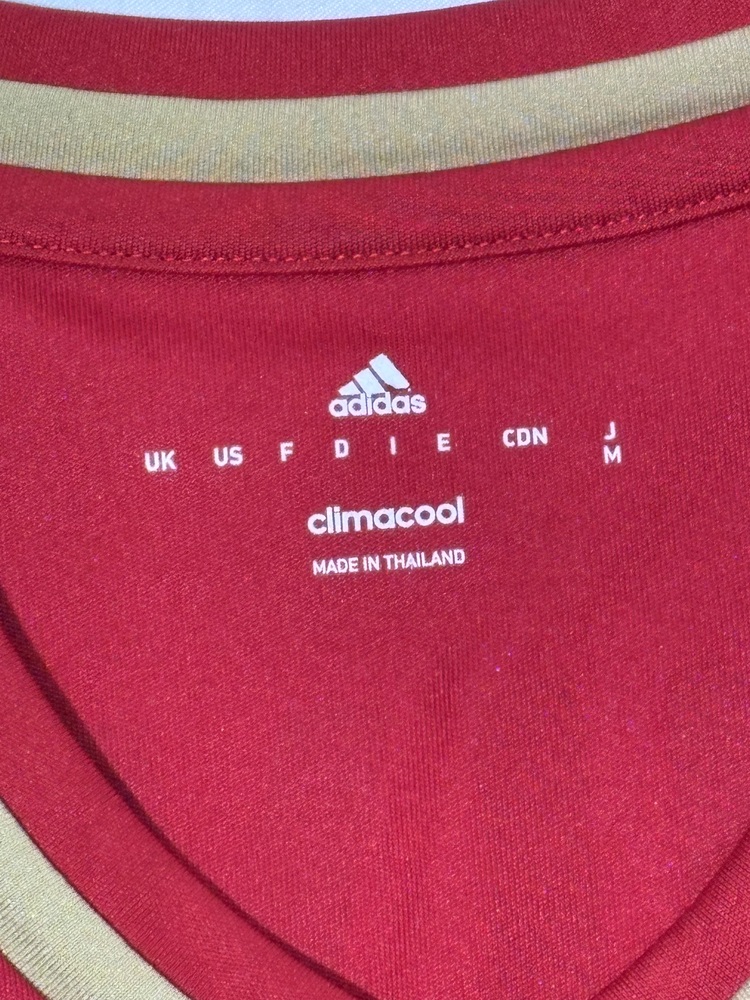 adidas
UK US F D I E CDN J
M
climacool
MADE IN THAILAND